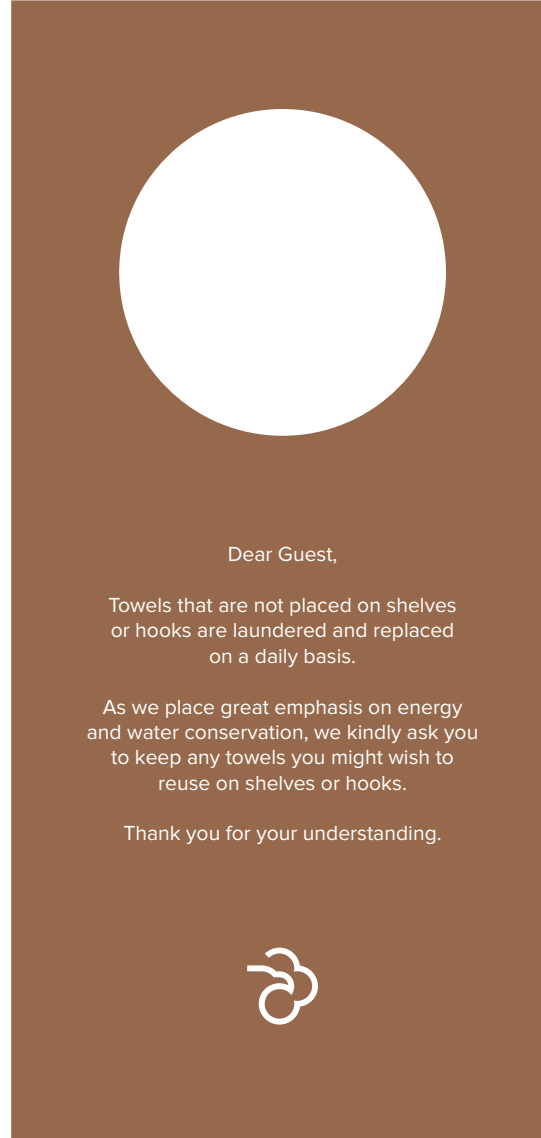 Dear Guest,
Towels that are not placed on shelves
or hooks are laundered and replaced
on a daily basis.
As we place great emphasis on energy
and water conservation, we kindly ask you
to keep any towels you might wish to
reuse on shelves or hooks.
Thank you for your understanding.